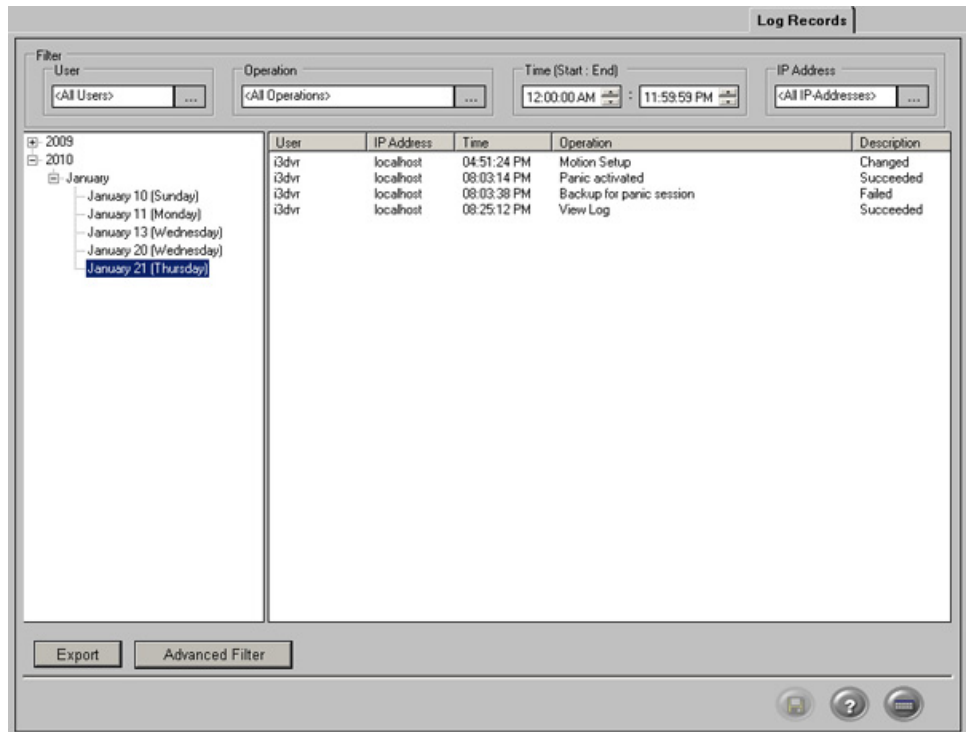 Log Records
Filter
User Operation Time (Start : End) IP Address
<All Users> ... <All Operations> ... 12:00:00 AM : 11:59:59 PM <All IP-Addresses> ...
2009
2010
January
January 10 (Sunday)
January 11 (Monday)
January 13 (Wednesday)
January 20 (Wednesday)
January 21 (Thursday)
User IP Address Time Operation Description
i3dvr localhost 04:51:24 PM Motion Setup Changed
i3dvr localhost 08:03:14 PM Panic activated Succeeded
i3dvr localhost 08:03:38 PM Backup for panic session Failed
i3dvr localhost 08:25:12 PM View Log Succeeded
Export Advanced Filter
?